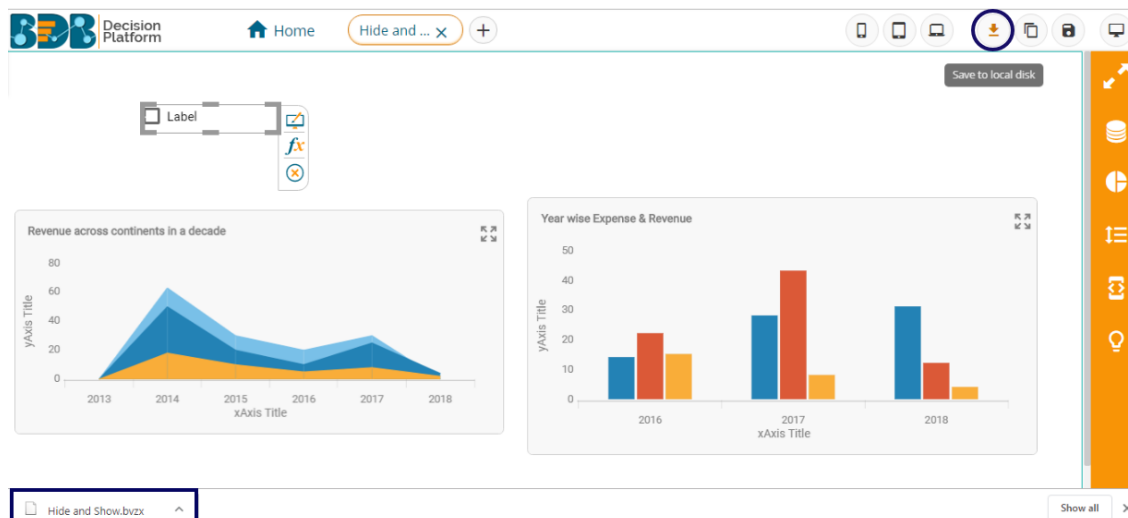 BDB Decision Platform
Home
Hide and ... x
+
Save to local disk
Label
fx
Revenue across continents in a decade
80
60
40
20
0
yAxis Title
2013 2014 2015 2016 2017 2018
xAxis Title
Year wise Expense & Revenue
50
40
30
20
10
0
yAxis Title
2016 2017 2018
xAxis Title
Hide and Show.bvzx
Show all